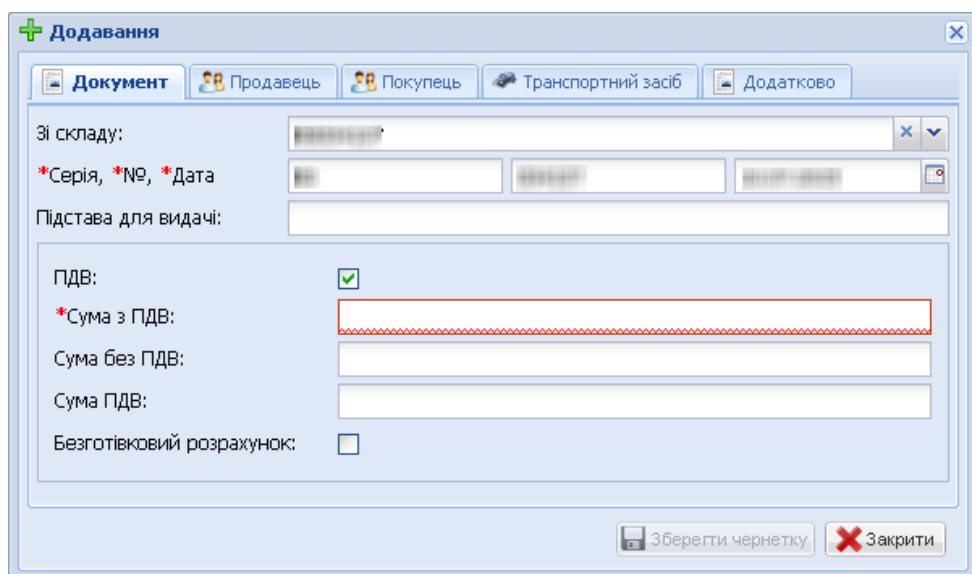 Додавання
Документ Продавець Покупець Транспортний засіб Додатково
Зі складу:
*Серія, *№, *Дата
Підстава для видачі:
ПДВ:
*Сума з ПДВ:
Сума без ПДВ:
Сума ПДВ:
Безготівковий розрахунок:
Зберегти чернетку Закрити